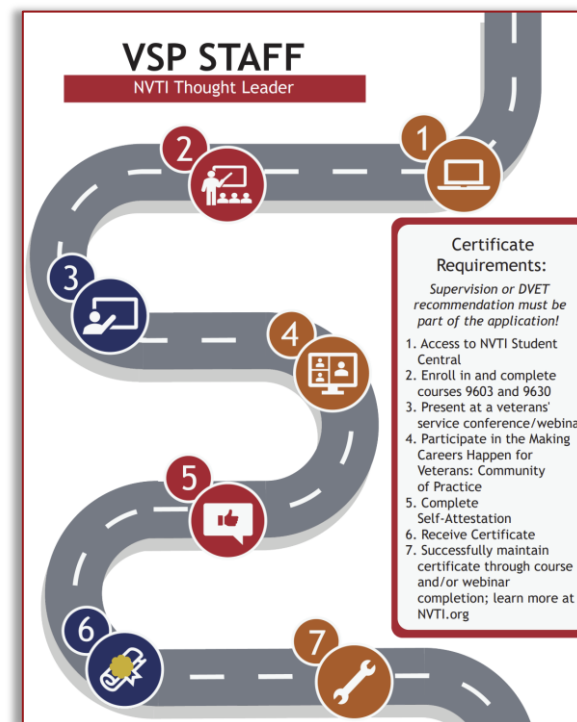 VSP STAFF
NVTI Thought Leader
1
2
3
4
5
6
7
Certificate
Requirements:
Supervision or DVET
recommendation must be
part of the application!
1. Access to NVTI Student
Central
2. Enroll in and complete
courses 9603 and 9630
3. Present at a veterans'
service conference/webina
4. Participate in the Making
Careers Happen for
Veterans: Community
of Practice
5. Complete
Self-Attestation
6. Receive Certificate
7. Successfully maintain
certificate through course
and/or webinar
completion; learn more at
NVTI.org